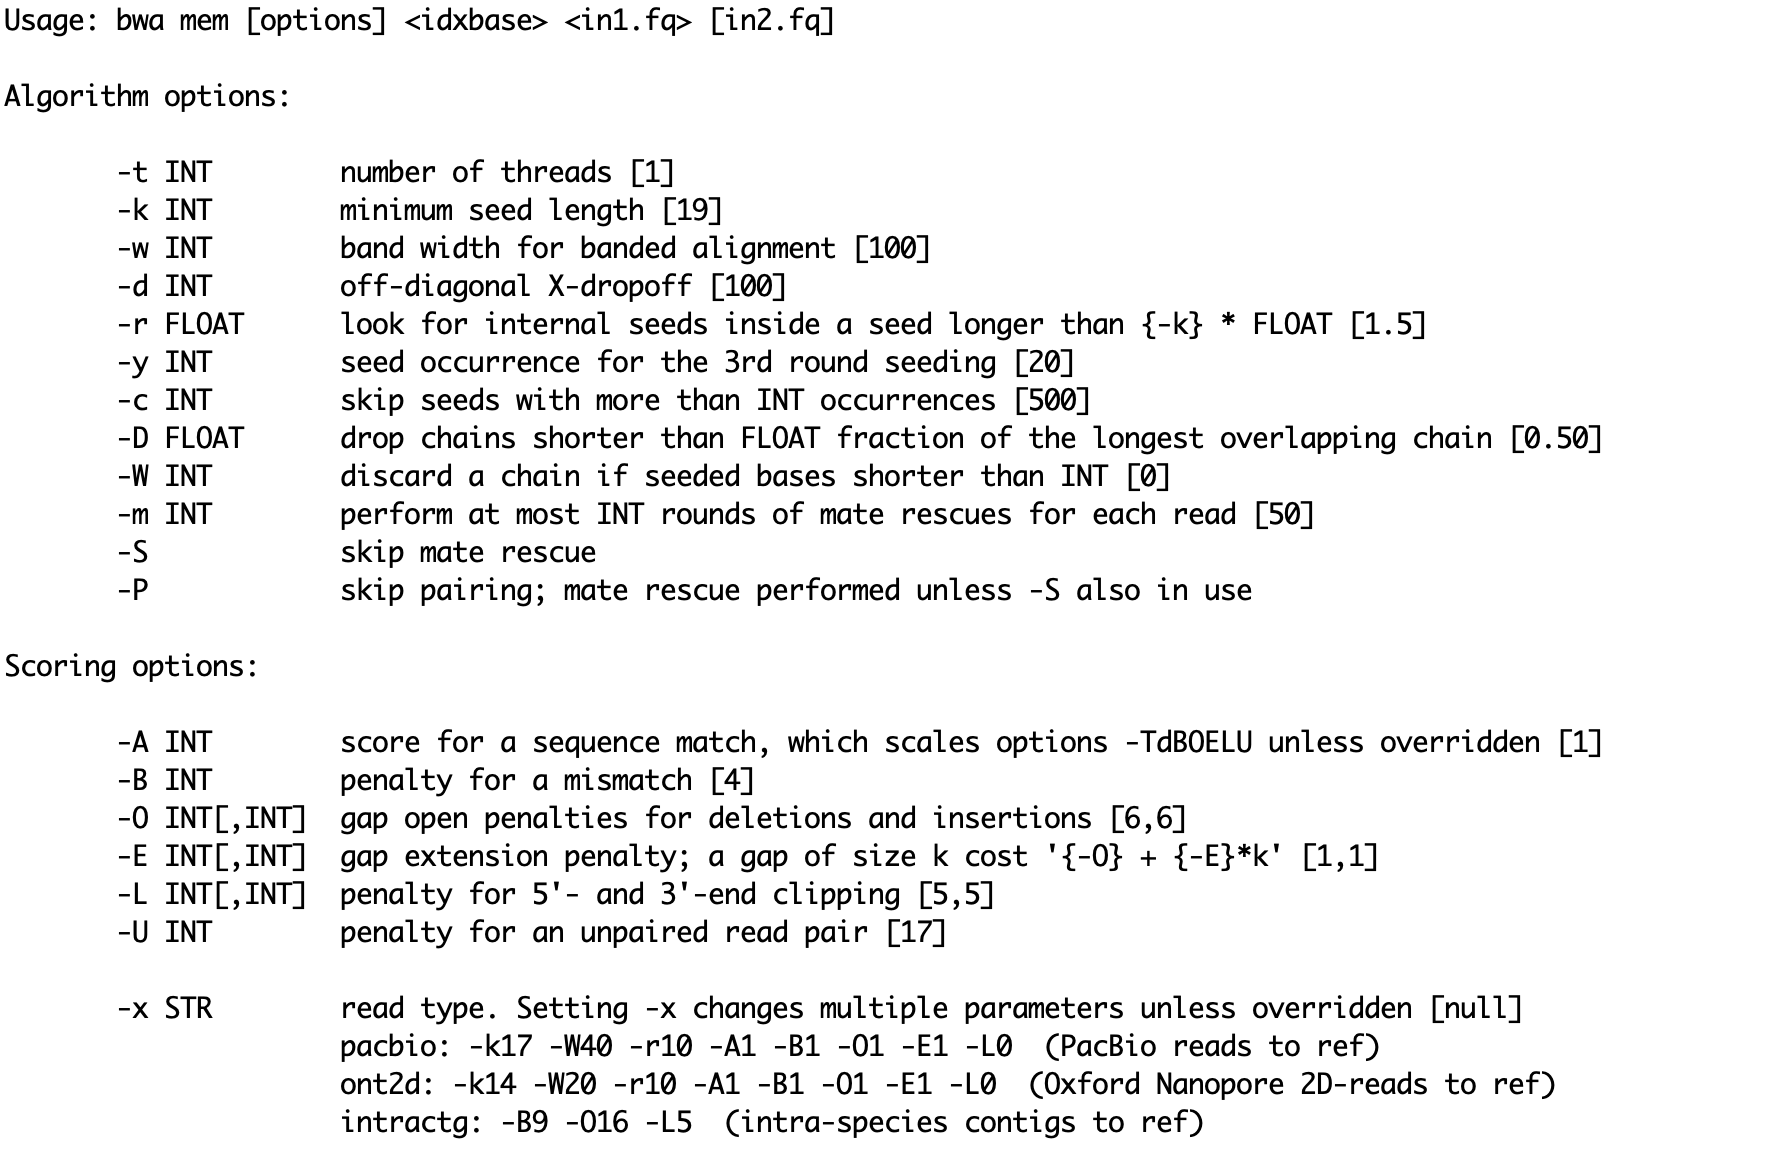 Usage: bwa mem [options] <idxbase> <in1.fq> [in2.fq]

Algorithm options:

       -t INT        number of threads [1]
       -k INT        minimum seed length [19]
       -w INT        band width for banded alignment [100]
       -d INT        off-diagonal X-dropoff [100]
       -r FLOAT      look for internal seeds inside a seed longer than {-k} * FLOAT [1.5]
       -y INT        seed occurrence for the 3rd round seeding [20]
       -c INT        skip seeds with more than INT occurrences [500]
       -D FLOAT      drop chains shorter than FLOAT fraction of the longest overlapping chain [0.50]
       -W INT        discard a chain if seeded bases shorter than INT [0]
       -m INT        perform at most INT rounds of mate rescues for each read [50]
       -S            skip mate rescue
       -P            skip pairing; mate rescue performed unless -S also in use

Scoring options:

       -A INT        score for a sequence match, which scales options -TdBOELU unless overridden [1]
       -B INT        penalty for a mismatch [4]
       -O INT[,INT]  gap open penalties for deletions and insertions [6,6]
       -E INT[,INT]  gap extension penalty; a gap of size k cost '{-O} + {-E}*k' [1,1]
       -L INT[,INT]  penalty for 5'- and 3'-end clipping [5,5]
       -U INT        penalty for an unpaired read pair [17]

       -x STR        read type. Setting -x changes multiple parameters unless overridden [null]
                     pacbio: -k17 -W40 -r10 -A1 -B1 -O1 -E1 -L0  (PacBio reads to ref)
                     ont2d: -k14 -W20 -r10 -A1 -B1 -O1 -E1 -L0  (Oxford Nanopore 2D-reads to ref)
                     intractg: -B9 -O16 -L5  (intra-species contigs to ref)